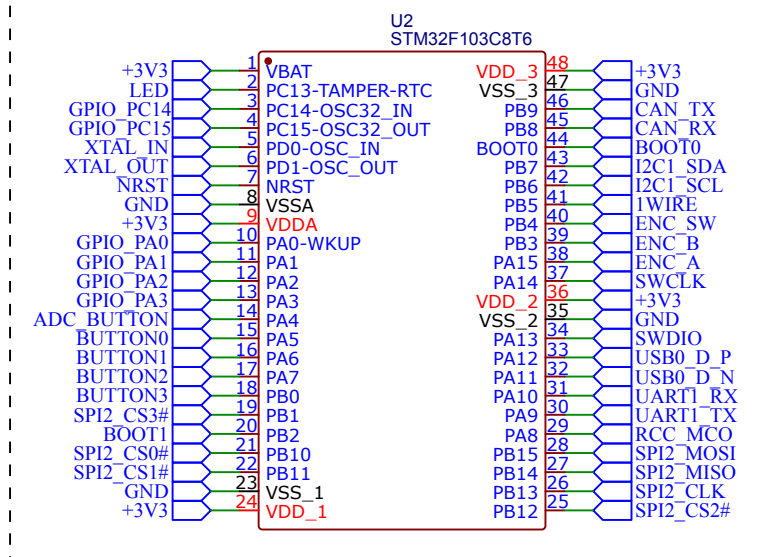 U2
STM32F103C8T6
+3V3 1 VBAT VDD_3 48 +3V3
LED 2 PC13-TAMPER-RTC VSS_3 47 GND
GPIO_PC14 3 PC14-OSC32_IN PB9 46 CAN_TX
GPIO_PC15 4 PC15-OSC32_OUT PB8 45 CAN_RX
XTAL_IN 5 PD0-OSC_IN BOOT0 44 BOOT0
XTAL_OUT 6 PD1-OSC_OUT PB7 43 I2C1_SDA
NRST 7 NRST PB6 42 I2C1_SCL
GND 8 VSSA PB5 41 1WIRE
+3V3 9 VDDA PB4 40 ENC_SW
GPIO_PA0 10 PA0-WKUP PB3 39 ENC_B
GPIO_PA1 11 PA1 PA15 38 ENC_A
GPIO_PA2 12 PA2 PA14 37 SWCLK
GPIO_PA3 13 PA3 VDD_2 36 +3V3
ADC_BUTTON 14 PA4 VSS_2 35 GND
BUTTON0 15 PA5 PA13 34 SWDIO
BUTTON1 16 PA6 PA12 33 USB0_D_P
BUTTON2 17 PA7 PA11 32 USB0_D_N
BUTTON3 18 PB0 PA10 31 UART1_RX
SPI2_CS3# 19 PB1 PA9 30 UART1_TX
BOOT1 20 PB2 PA8 29 RCC_MCO
SPI2_CS0# 21 PB10 PB15 28 SPI2_MOSI
SPI2_CS1# 22 PB11 PB14 27 SPI2_MISO
GND 23 VSS_1 PB13 26 SPI2_CLK
+3V3 24 VDD_1 PB12 25 SPI2_CS2#